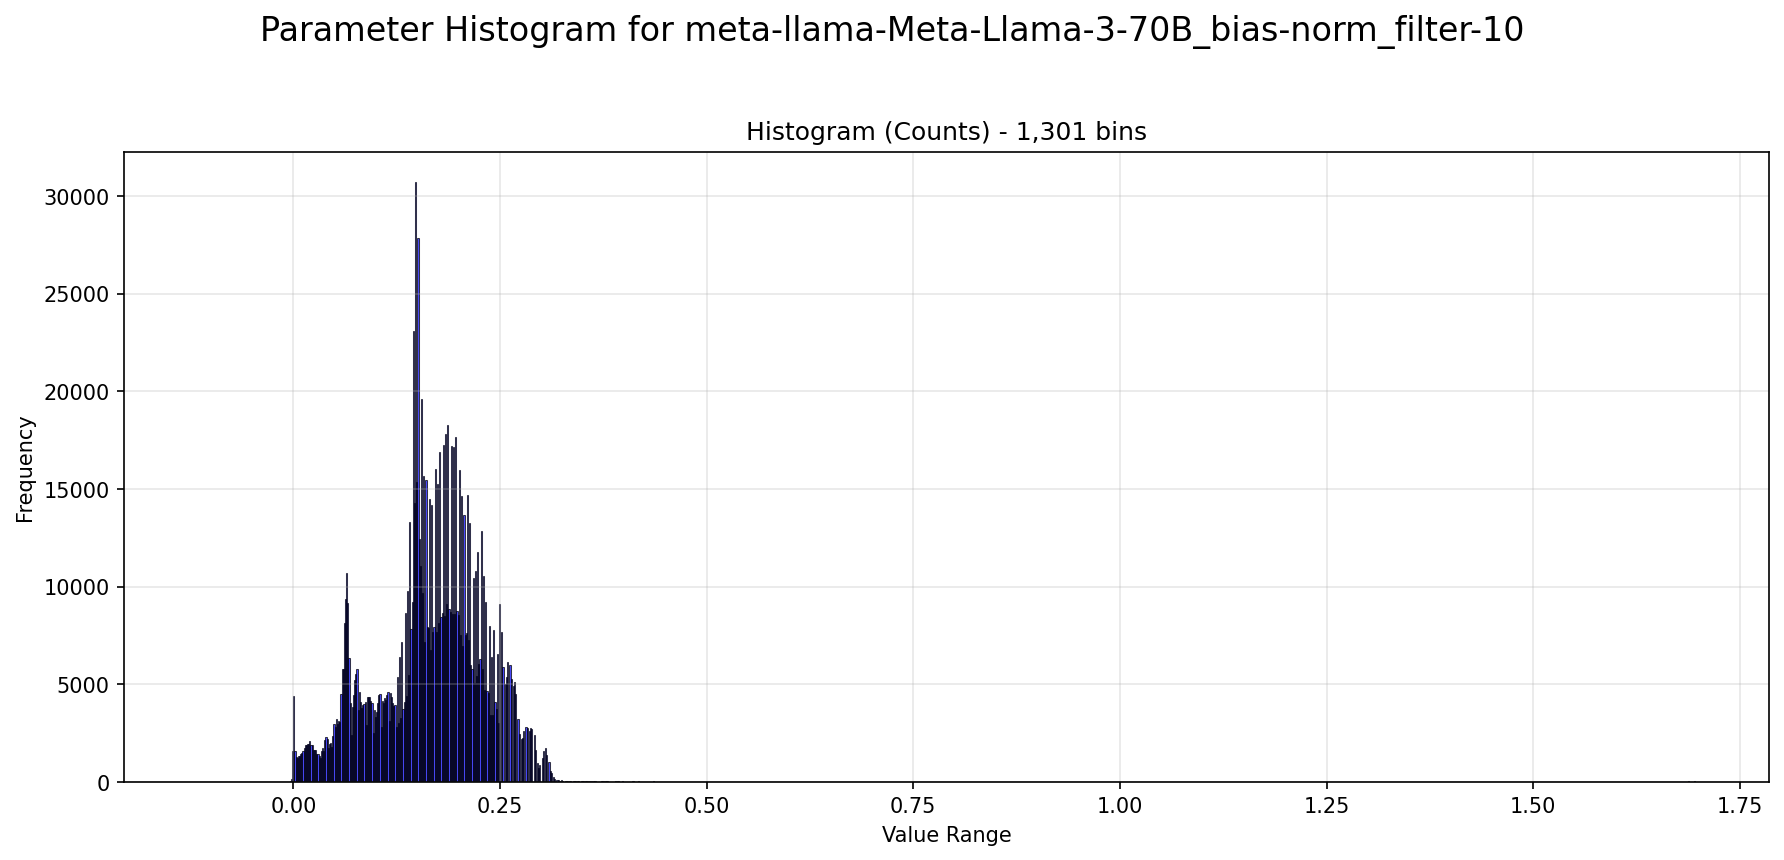 Parameter Histogram for meta-llama-Meta-Llama-3-70B_bias-norm_filter-10
Histogram (Counts) - 1,301 bins
Frequency
30000
25000
20000
15000
10000
5000
0
0.00 0.25 0.50 0.75 1.00 1.25 1.50 1.75
Value Range